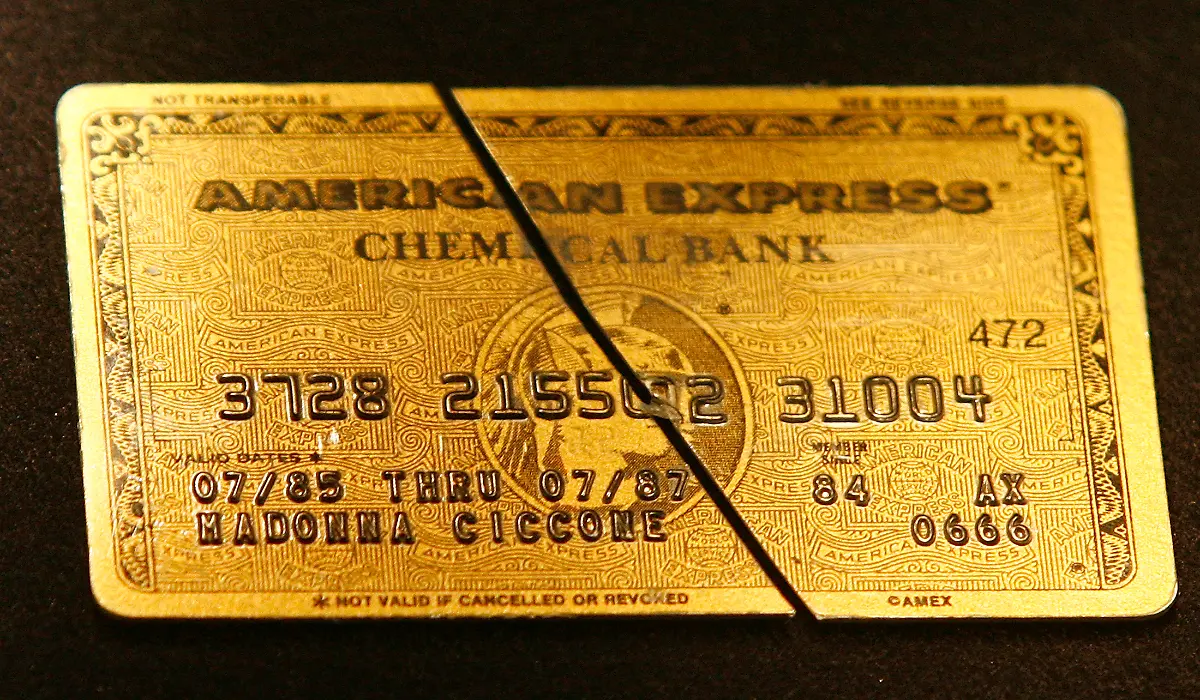 NOT TRANSFERABLE SEE REVERSE SIDE
AMERICAN EXPRESS®
CHEMICAL BANK
472
3728 215502 31004
VALID DATES * MEMBER SINCE
07/85 THRU 07/87 84 AX
MADONNA CICCONE 0666
* NOT VALID IF CANCELLED OR REVOKED ©AMEX